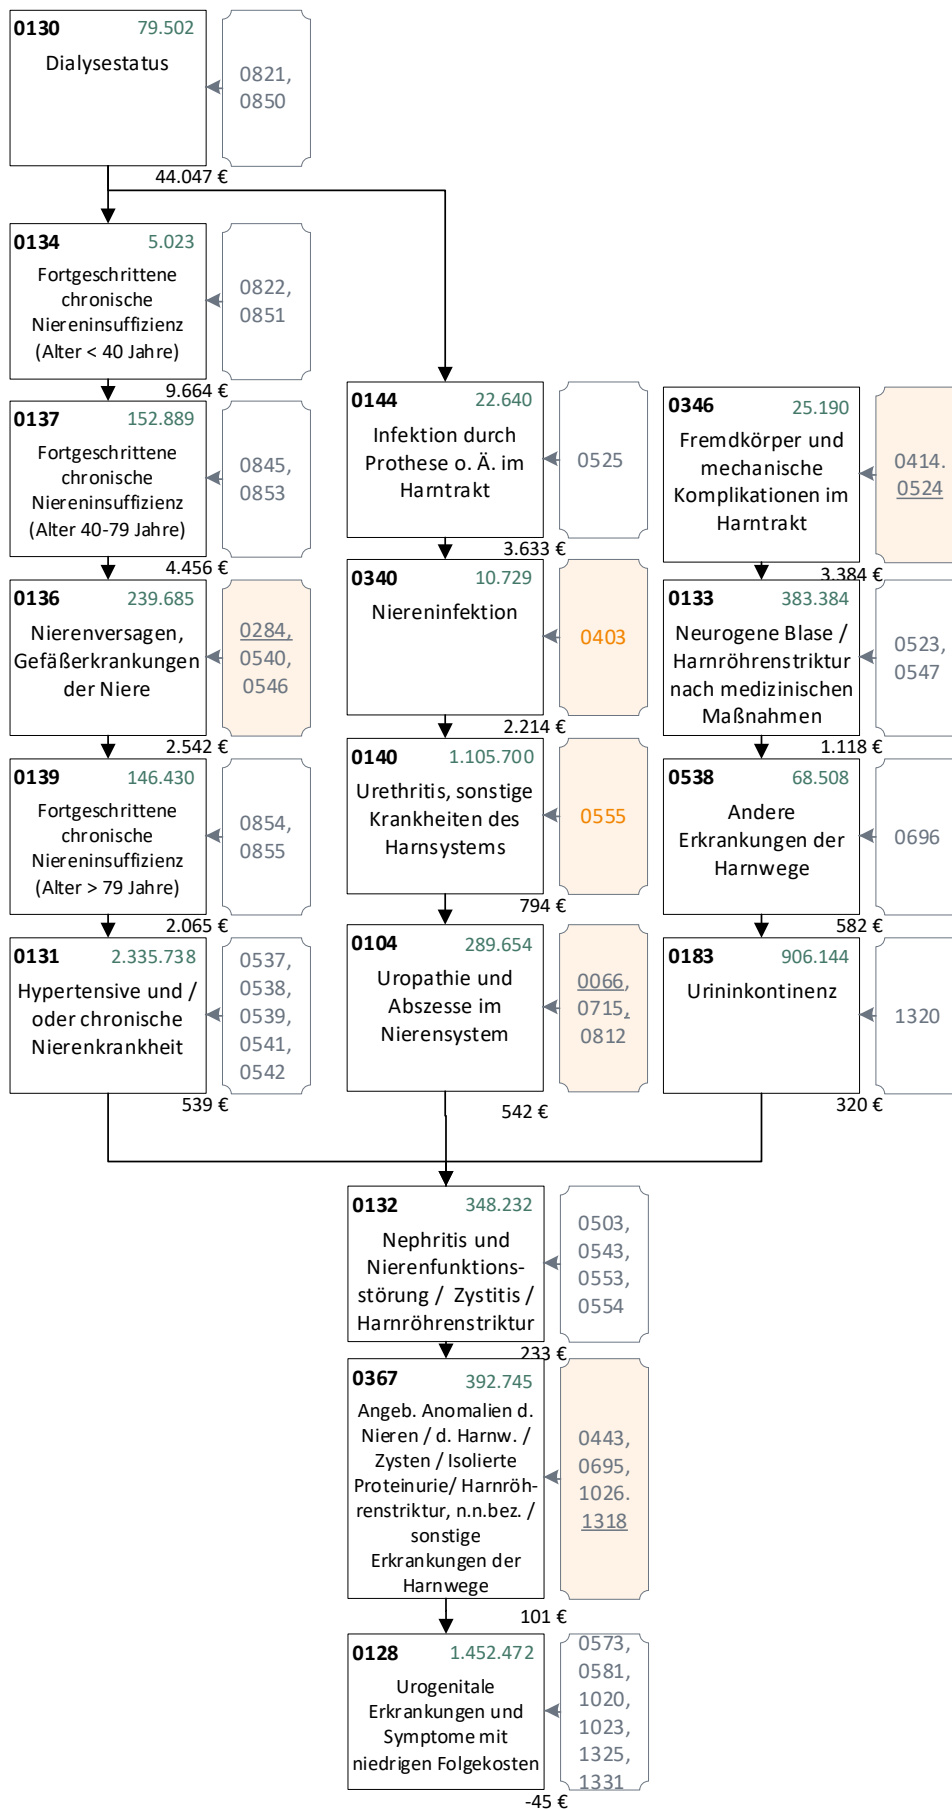 0130 79.502
Dialysestatus
0821,
0850
44.047 €
0134 5.023
Fortgeschrittene
chronische
Niereninsuffizienz
(Alter < 40 Jahre)
0822,
0851
9.664 €
0137 152.889
Fortgeschrittene
chronische
Niereninsuffizienz
(Alter 40-79 Jahre)
0845,
0853
4.456 €
0136 239.685
Nierenversagen,
Gefäßerkrankungen
der Niere
0284,
0540,
0546
2.542 €
0139 146.430
Fortgeschrittene
chronische
Niereninsuffizienz
(Alter > 79 Jahre)
0854,
0855
2.065 €
0131 2.335.738
Hypertensive und /
oder chronische
Nierenkrankheit
0537,
0538,
0539,
0541,
0542
539 €
0144 22.640
Infektion durch
Prothese o. Ä. im
Harntrakt
0525
3.633 €
0340 10.729
Niereninfektion
0403
2.214 €
0140 1.105.700
Urethritis, sonstige
Krankheiten des
Harnsystems
0555
794 €
0104 289.654
Uropathie und
Abszesse im
Nierensystem
0066,
0715,
0812
542 €
0346 25.190
Fremdkörper und
mechanische
Komplikationen im
Harntrakt
0414.
0524
3.384 €
0133 383.384
Neurogene Blase /
Harnröhrenstriktur
nach medizinischen
Maßnahmen
0523,
0547
1.118 €
0538 68.508
Andere
Erkrankungen der
Harnwege
0696
582 €
0183 906.144
Urininkontinenz
1320
320 €
0132 348.232
Nephritis und
Nierenfunktions-
störung / Zystitis /
Harnröhrenstriktur
0503,
0543,
0553,
0554
233 €
0367 392.745
Angeb. Anomalien d.
Nieren / d. Harnw. /
Zysten / Isolierte
Proteinurie/ Harnröh-
renstriktur, n.n.bez. /
sonstige
Erkrankungen der
Harnwege
0443,
0695,
1026.
1318
101 €
0128 1.452.472
Urogenitale
Erkrankungen und
Symptome mit
niedrigen Folgekosten
0573,
0581,
1020,
1023,
1325,
1331
-45 €